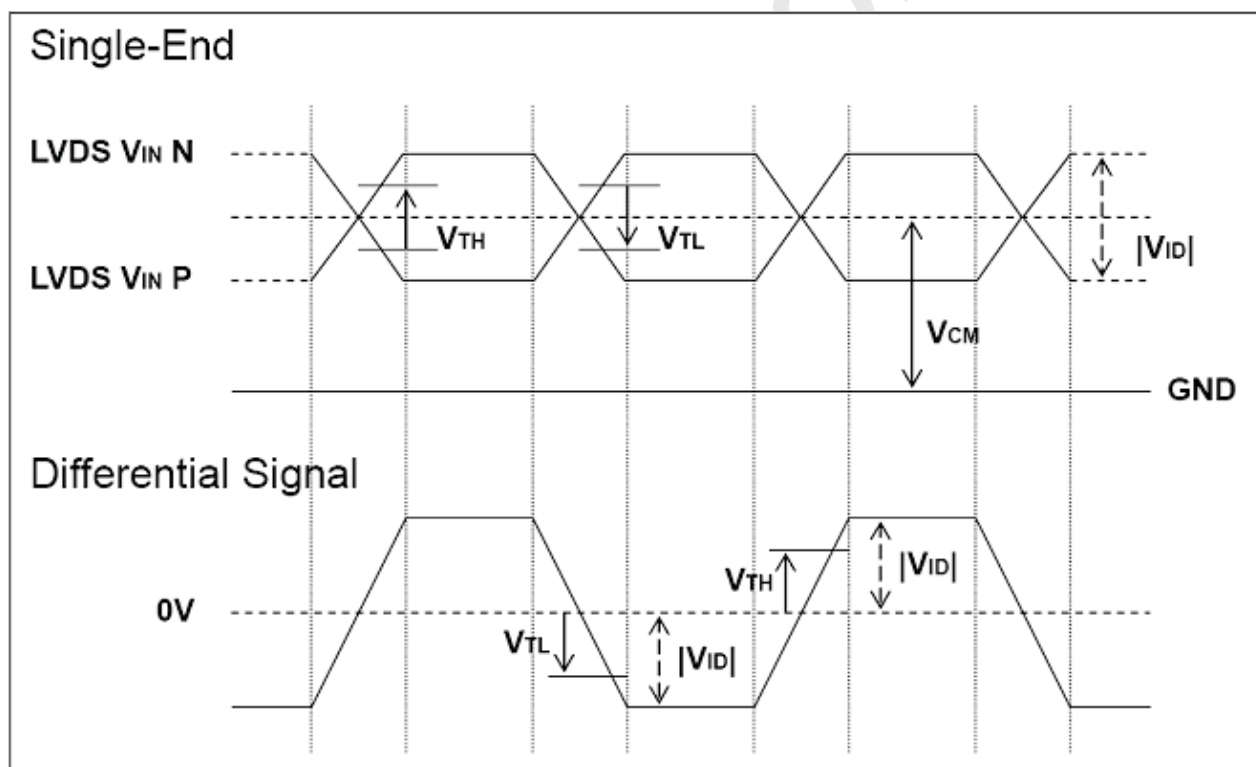 Single-End
LVDS VIN N
VTH
VTL
|VID|
LVDS VIN P
VCM
GND
Differential Signal
VTH
|VID|
0V
VTL
|VID|